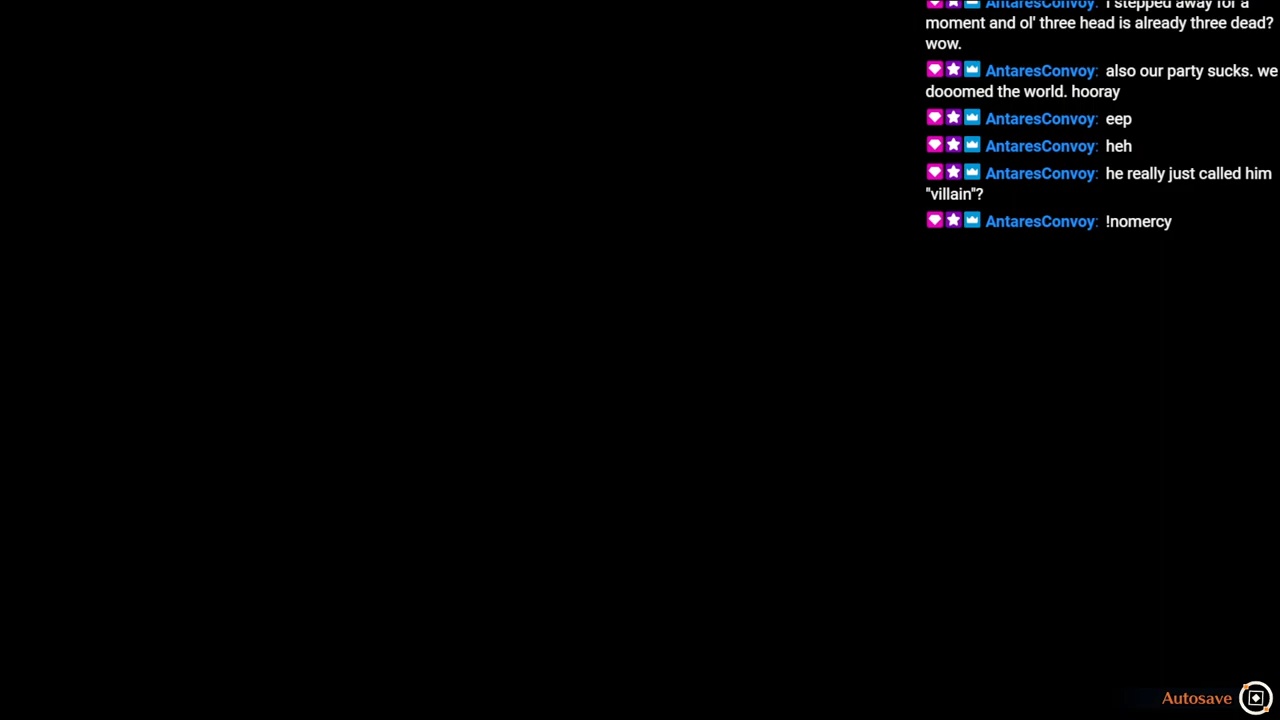 AntaresConvoy: i stepped away for a
moment and ol' three head is already three dead?
wow.
AntaresConvoy: also our party sucks. we
dooomed the world. hooray
AntaresConvoy: eep
AntaresConvoy: heh
AntaresConvoy: he really just called him
"villain"?
AntaresConvoy: !nomercy
Autosave